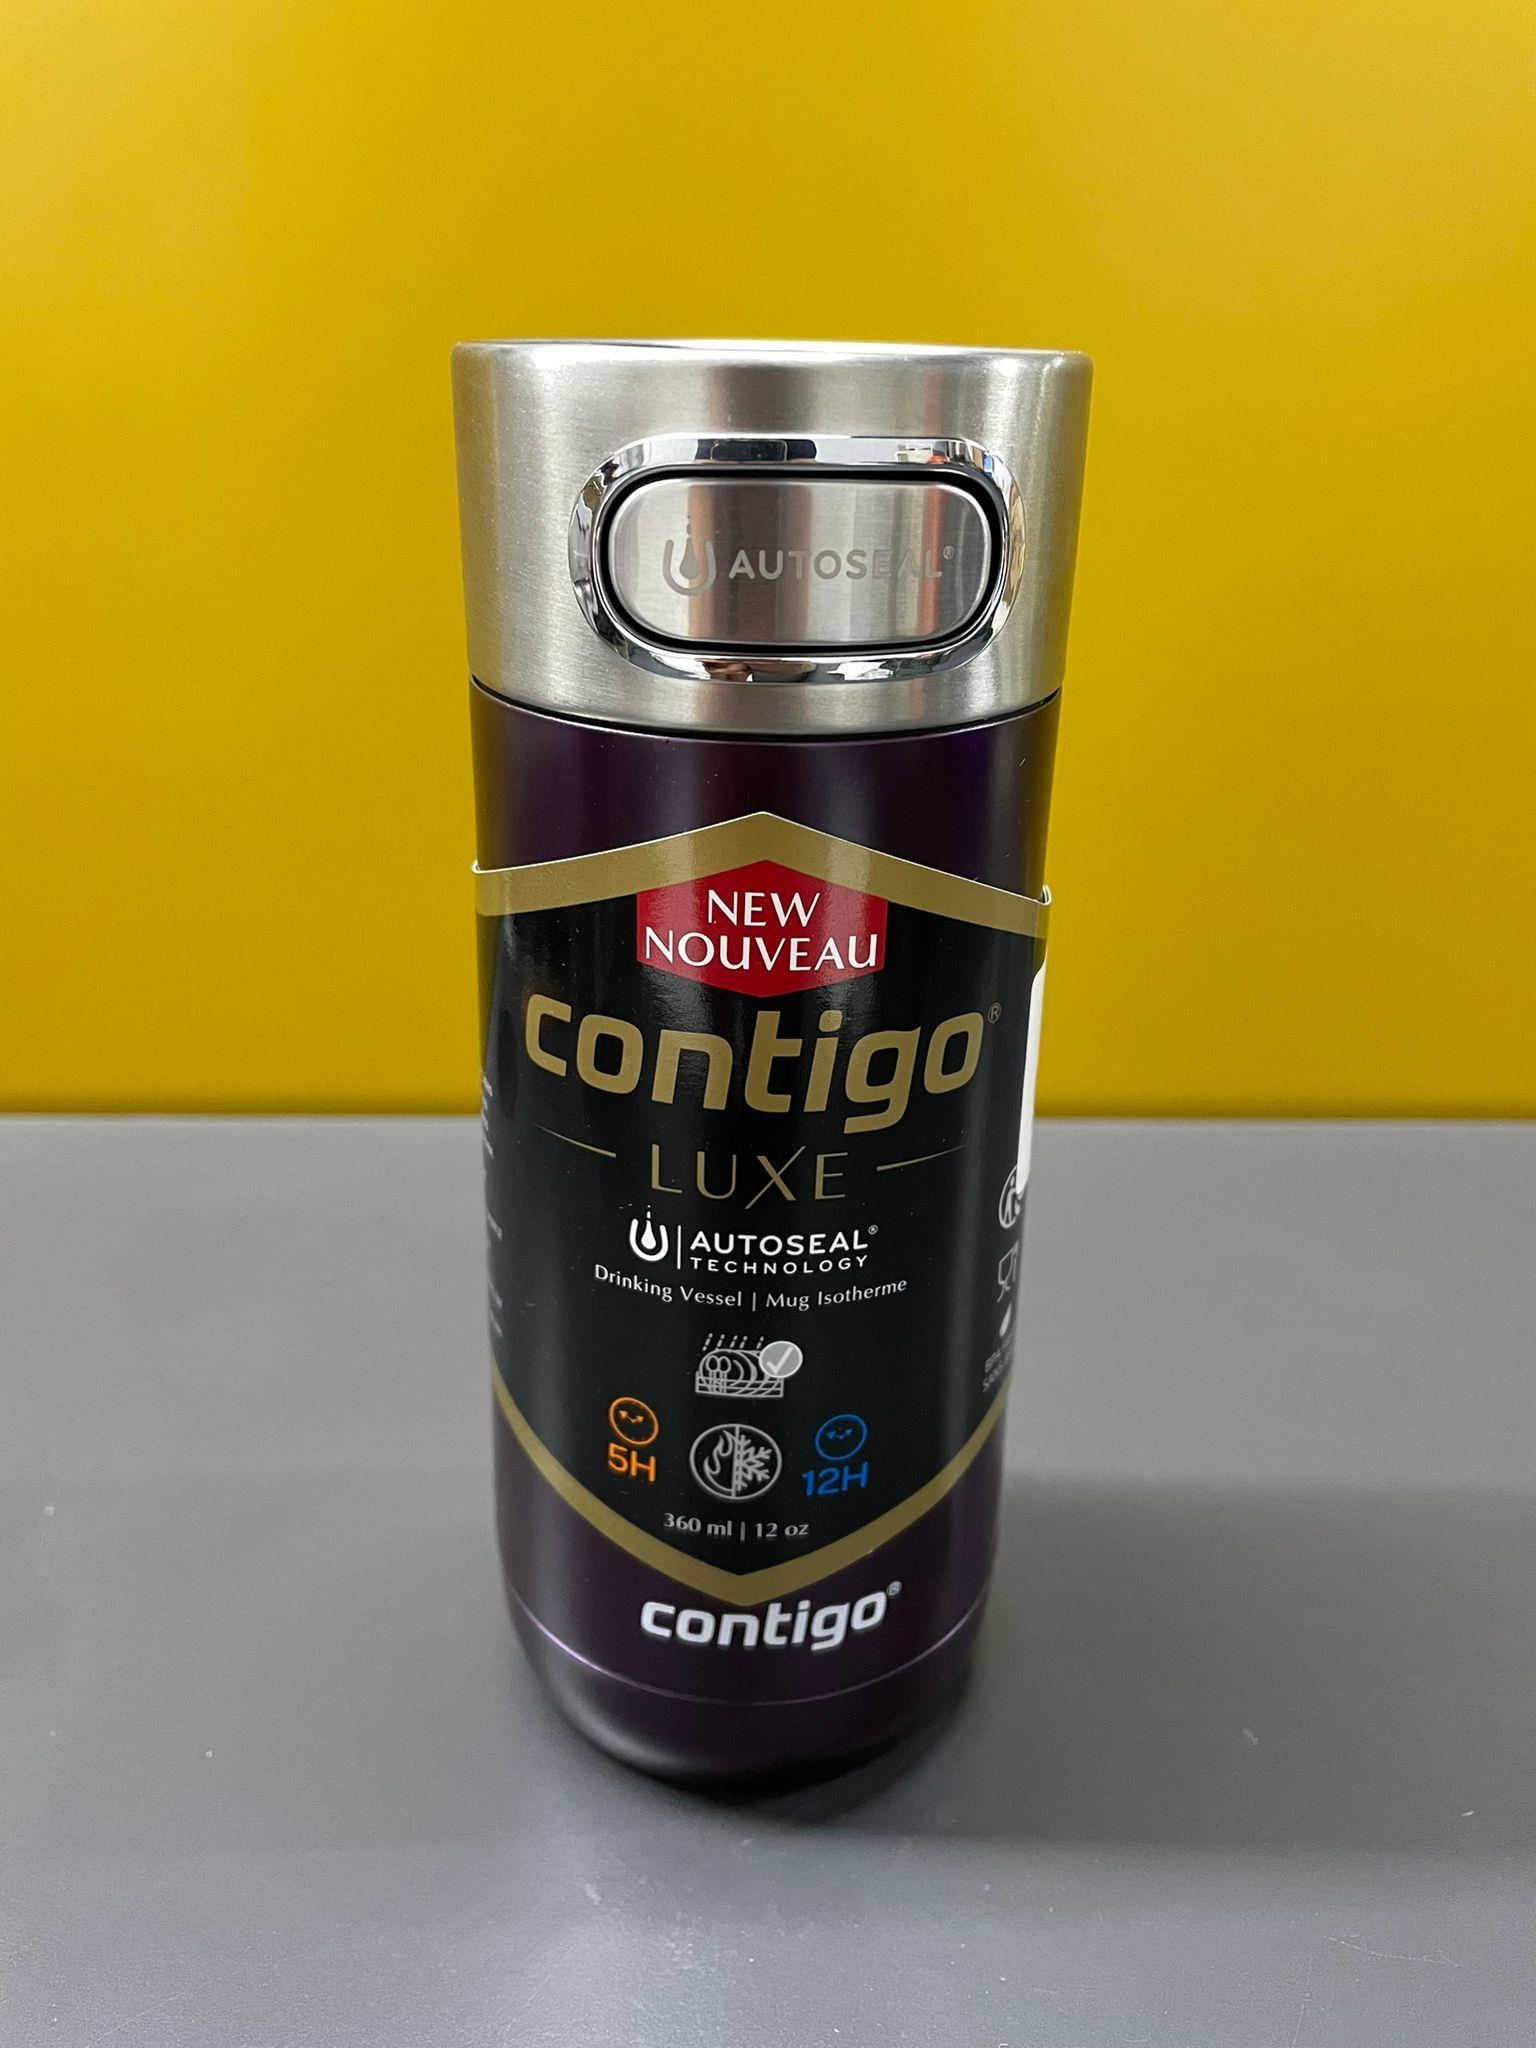 AUTOSEAL®
NEW
NOUVEAU
contigo®
LUXE
AUTOSEAL®
TECHNOLOGY
Drinking Vessel | Mug Isotherme
5H
12H
360 ml | 12 oz
contigo®